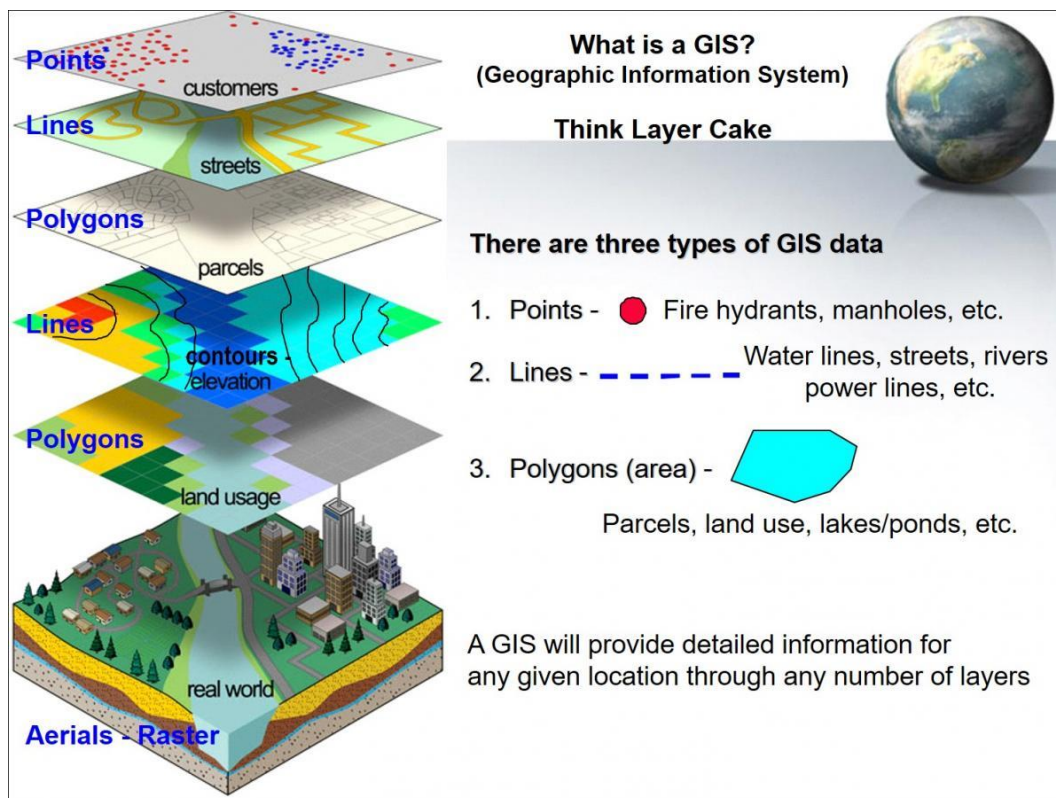 Points
customers
Lines
streets
Polygons
parcels
Lines
contours -
elevation
Polygons
land usage
real world
Aerials - Raster
What is a GIS?
(Geographic Information System)
Think Layer Cake
There are three types of GIS data
1. Points - Fire hydrants, manholes, etc.
2. Lines - Water lines, streets, rivers
power lines, etc.
3. Polygons (area) -
Parcels, land use, lakes/ponds, etc.
A GIS will provide detailed information for
any given location through any number of layers